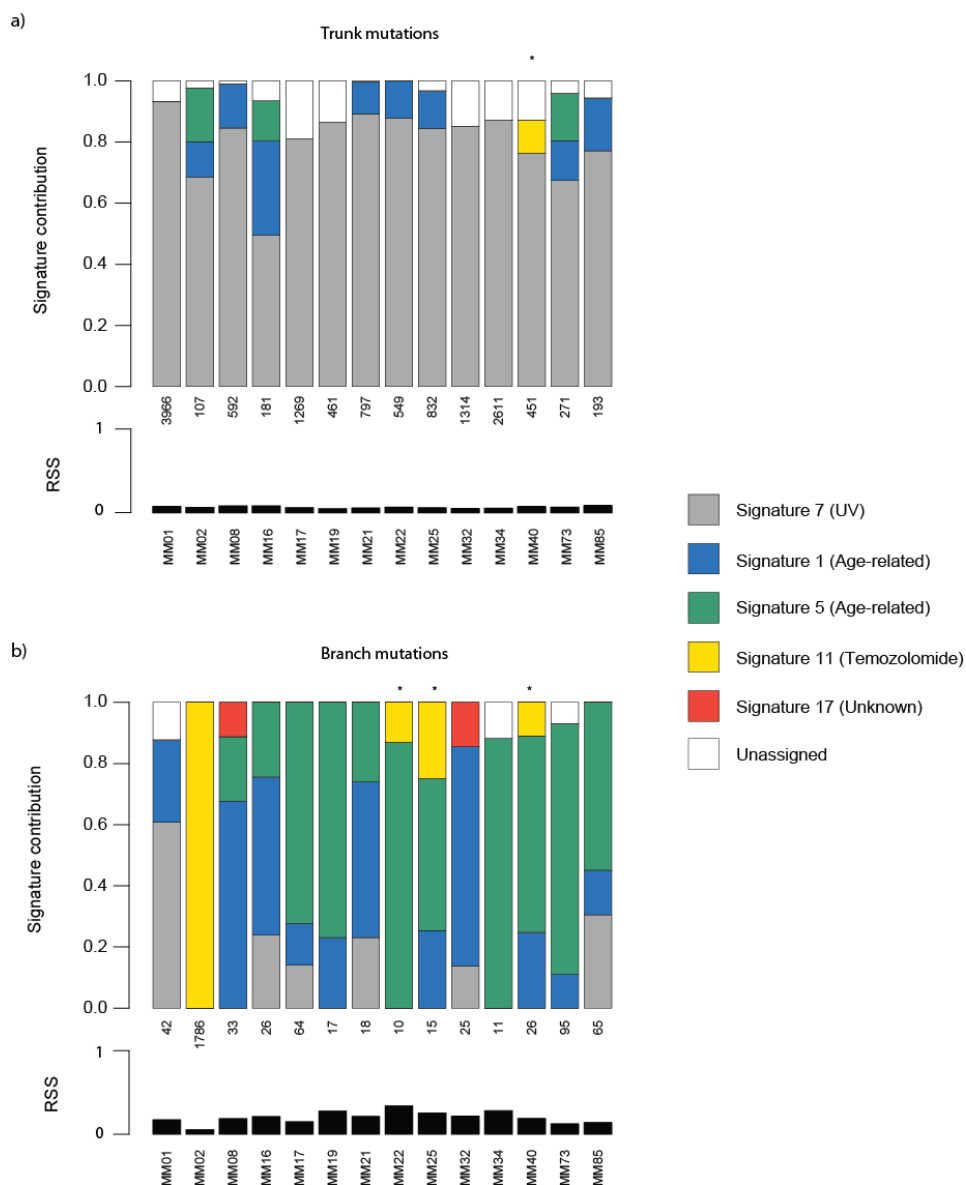 a)
Trunk mutations
*
Signature contribution
1.0
0.8
0.6
0.4
0.2
0.0
3966 107 592 181 1269 461 797 549 832 1314 2611 451 271 193
RSS
1
0
MM01 MM02 MM08 MM16 MM17 MM19 MM21 MM22 MM25 MM32 MM34 MM40 MM73 MM85
Signature 7 (UV)
Signature 1 (Age-related)
Signature 5 (Age-related)
Signature 11 (Temozolomide)
Signature 17 (Unknown)
Unassigned
b)
Branch mutations
* * *
Signature contribution
1.0
0.8
0.6
0.4
0.2
0.0
42 1786 33 26 64 17 18 10 15 25 11 26 95 65
RSS
1
0
MM01 MM02 MM08 MM16 MM17 MM19 MM21 MM22 MM25 MM32 MM34 MM40 MM73 MM85